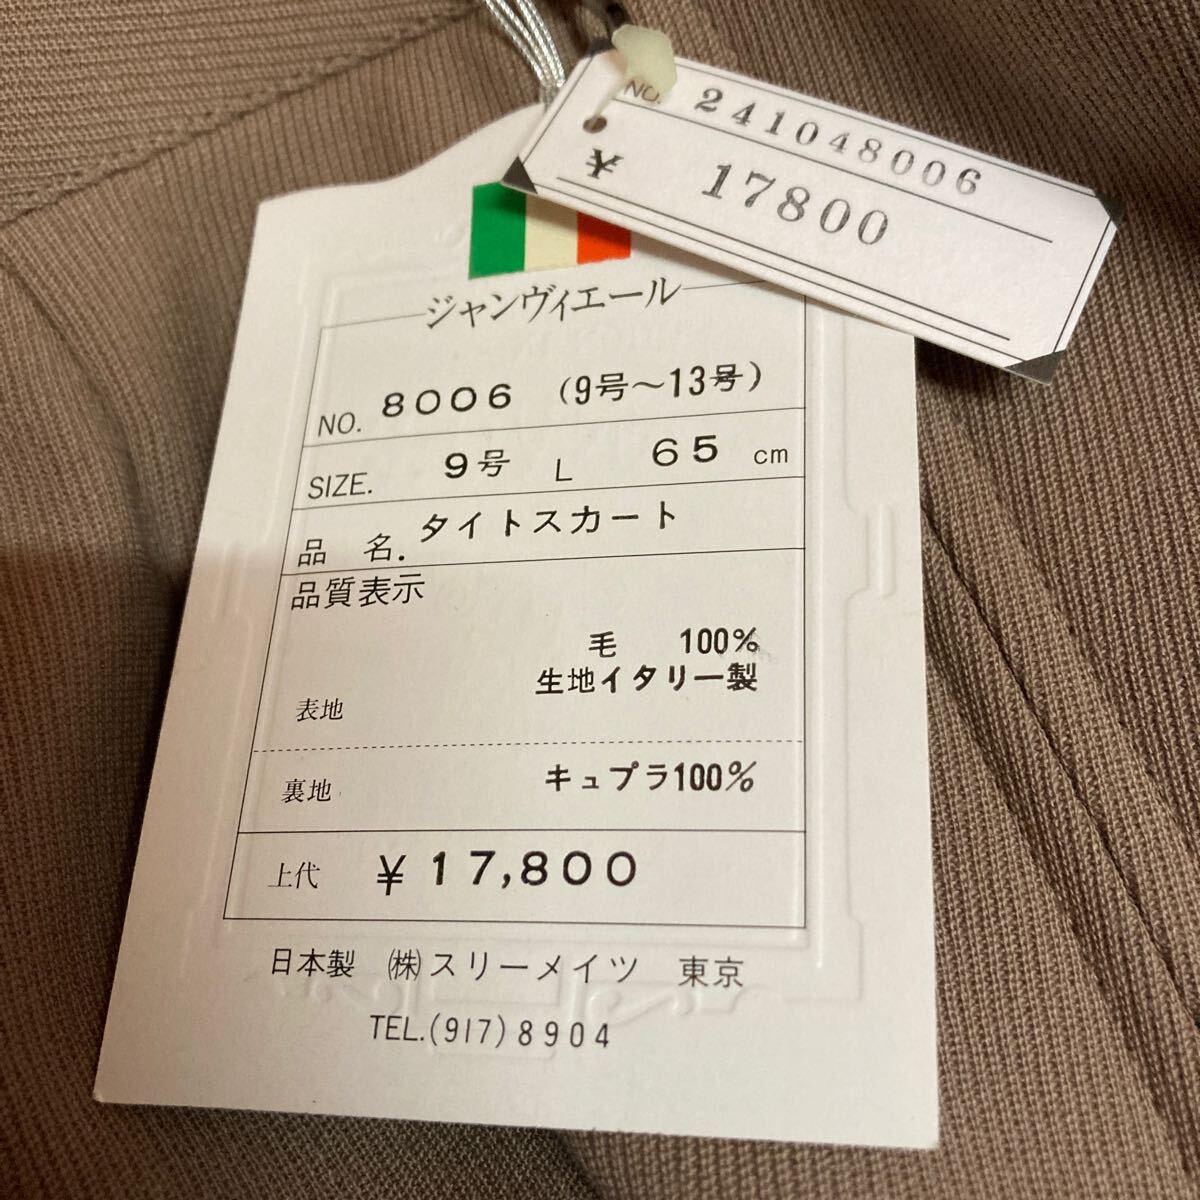 NO. 241048006
¥ 17800
ジャンヴィエール
NO. 8006 (9号〜13号)
SIZE. 9号 L 65 cm
品 名. タイトスカート
品質表示
毛 100%
生地イタリー製
表地
裏地 キュプラ100%
上代 ¥17,800
日本製 ㈱スリーメイツ 東京
TEL.(917)8904